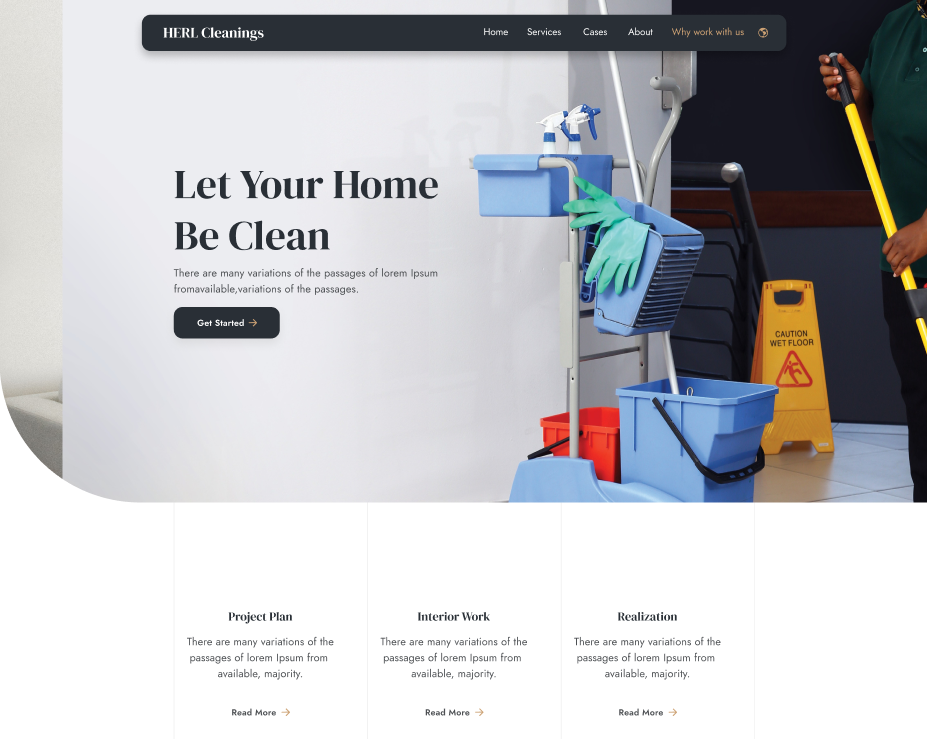 HERL Cleanings
Home Services Cases About Why work with us
Let Your Home
Be Clean
There are many variations of the passages of lorem Ipsum
fromavailable,variations of the passages.
Get Started
CAUTION
WET FLOOR
Project Plan
There are many variations of the
passages of lorem Ipsum from
available, majority.
Read More
Interior Work
There are many variations of the
passages of lorem Ipsum from
available, majority.
Read More
Realization
There are many variations of the
passages of lorem Ipsum from
available, majority.
Read More